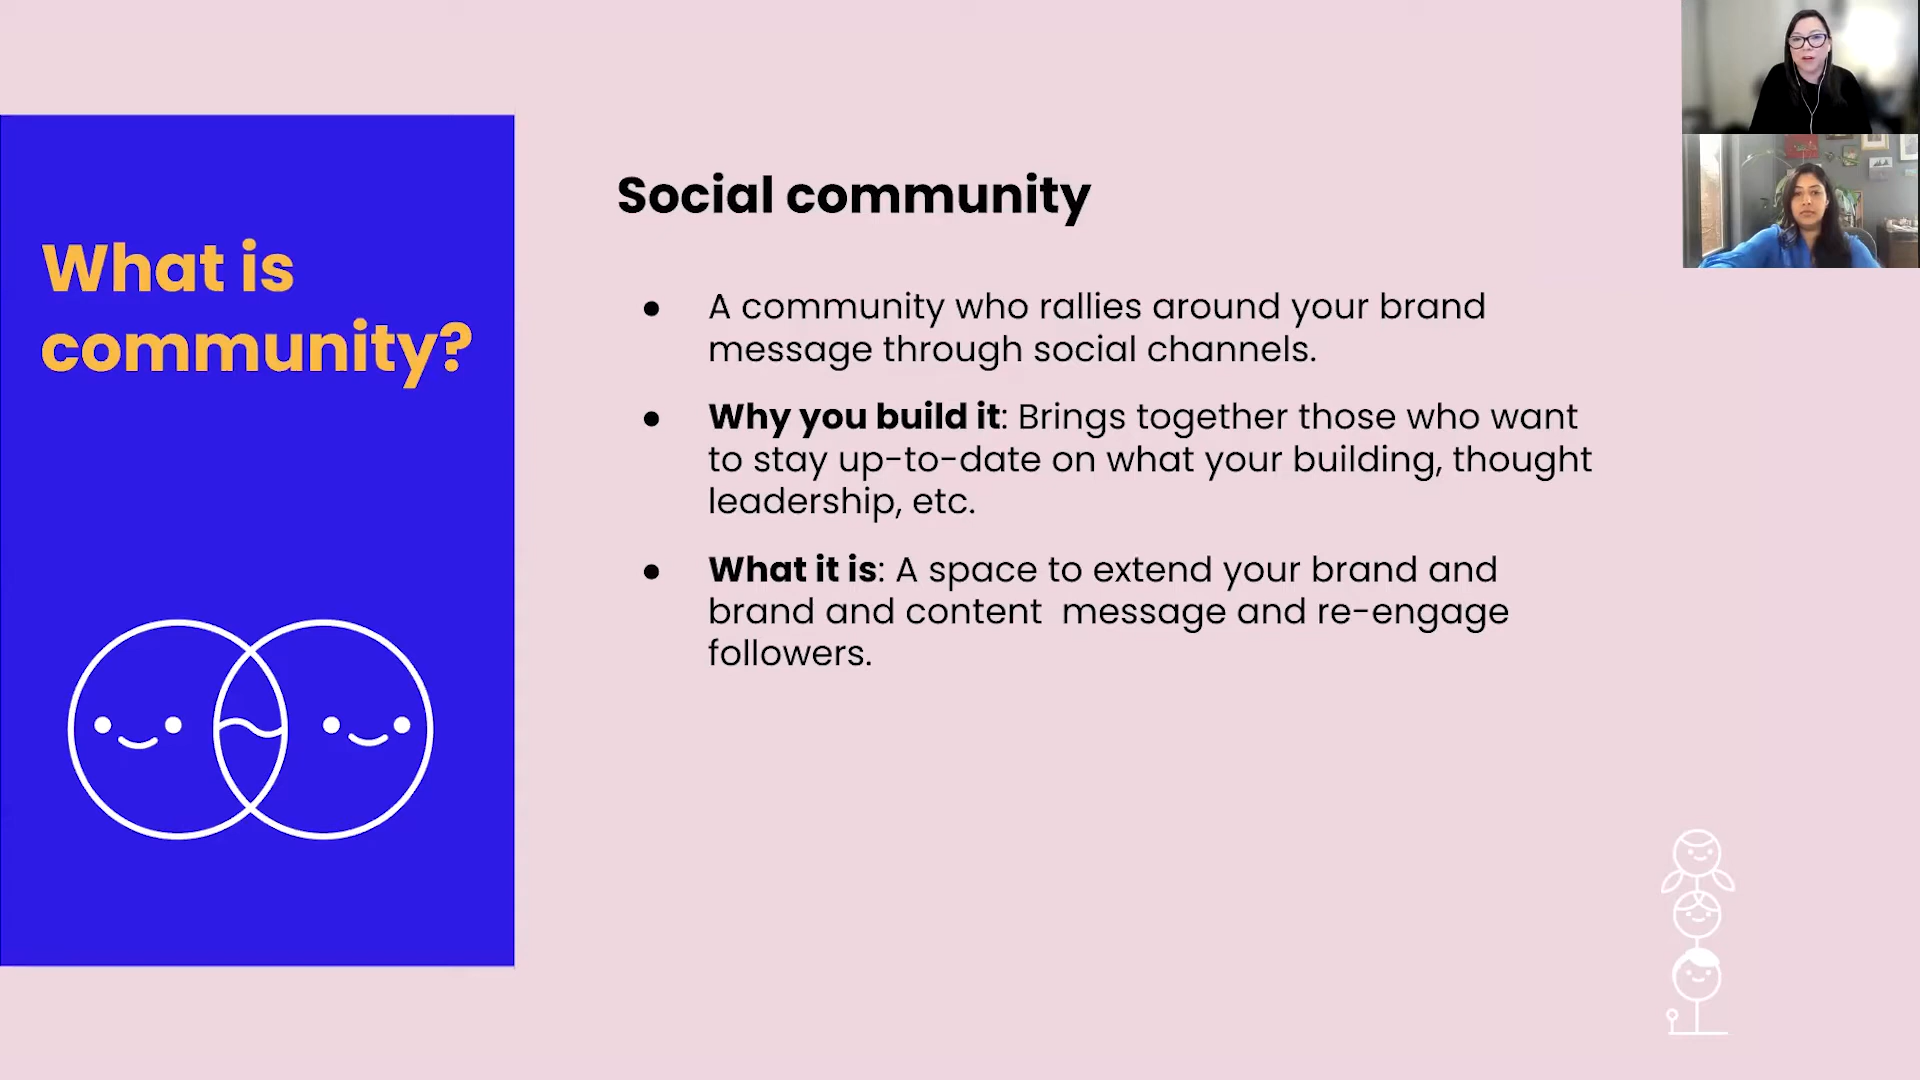 What is
community?
Social community
● A community who rallies around your brand
message through social channels.
● Why you build it: Brings together those who want
to stay up-to-date on what your building, thought
leadership, etc.
● What it is: A space to extend your brand and
brand and content  message and re-engage
followers.